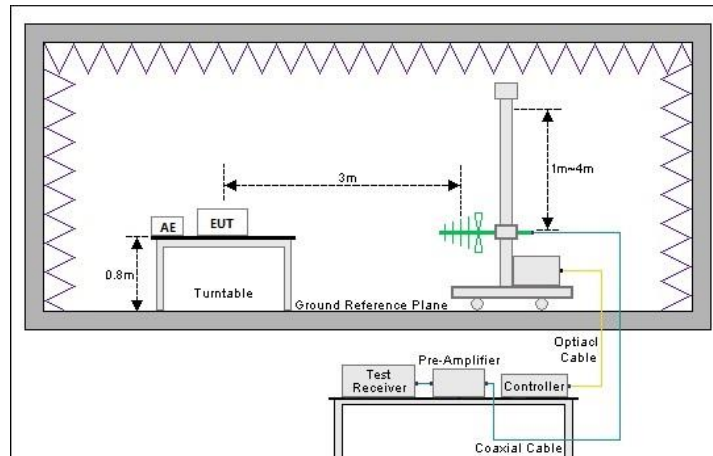 3m
1m~4m
AE
EUT
0.8m
Turntable
Ground Reference Plane
Optiacl
Cable
Pre-Amplifier
Test
Receiver
Controller
Coaxial Cable